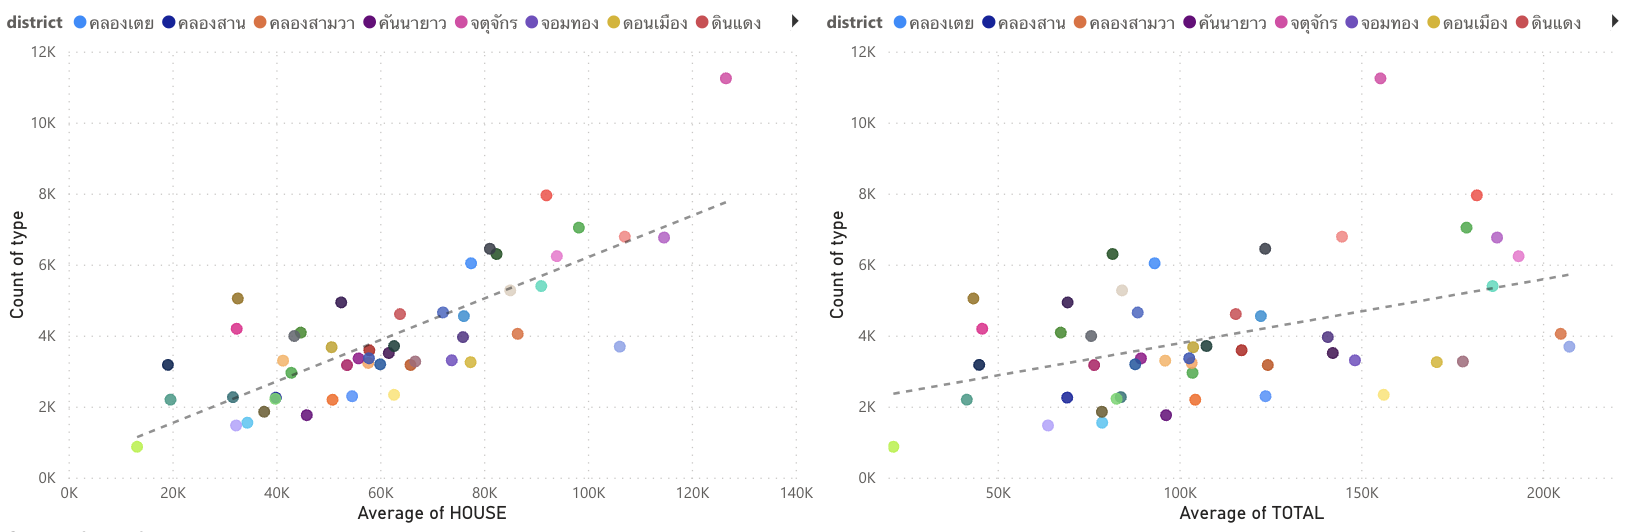 district คลองเตย คลองสาน คลองสามวา คันนายาว จตุจักร จอมทอง ดอนเมือง ดินแดง
12K
10K
8K
6K
4K
2K
0K
Count of type
0K 20K 40K 60K 80K 100K 120K 140K
Average of HOUSE
district คลองเตย คลองสาน คลองสามวา คันนายาว จตุจักร จอมทอง ดอนเมือง ดินแดง
12K
10K
8K
6K
4K
2K
0K
Count of type
50K 100K 150K 200K
Average of TOTAL